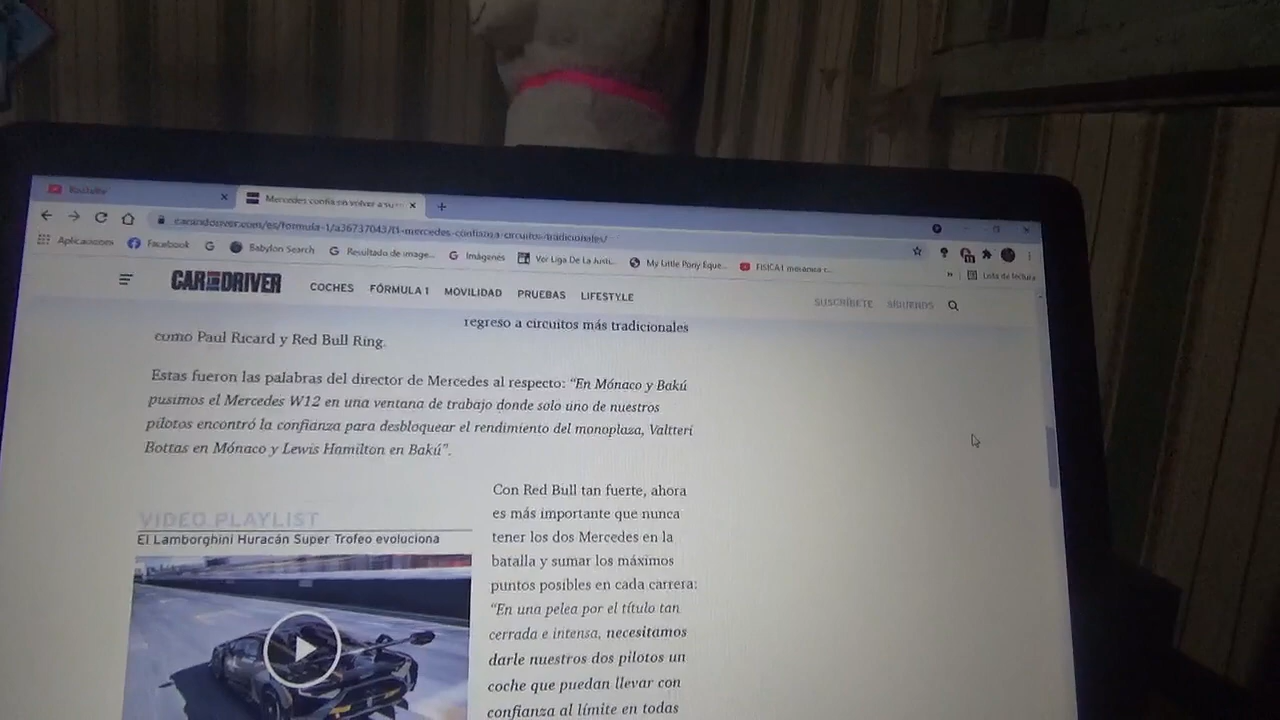 Mercedes confía en volver a su
caranddriver.com/es/formula-1/a36737043/f1-mercedes-confianza-circuitos-tradicionales/
Aplicaciones Facebook Babylon Search Resultado de image... Imágenes Ver Liga De La Justi... My Little Pony Eque... FISICA 1 mecánica c... » Lista de lectura
CAR AND DRIVER COCHES FÓRMULA 1 MOVILIDAD PRUEBAS LIFESTYLE SUSCRÍBETE SÍGUENOS
regreso a circuitos más tradicionales
como Paul Ricard y Red Bull Ring.
Estas fueron las palabras del director de Mercedes al respecto: “En Mónaco y Bakú
pusimos el Mercedes W12 en una ventana de trabajo donde solo uno de nuestros
pilotos encontró la confianza para desbloquear el rendimiento del monoplaza, Valtteri
Bottas en Mónaco y Lewis Hamilton en Bakú”.
VIDEO PLAYLIST
El Lamborghini Huracán Super Trofeo evoluciona
Con Red Bull tan fuerte, ahora
es más importante que nunca
tener los dos Mercedes en la
batalla y sumar los máximos
puntos posibles en cada carrera:
“En una pelea por el título tan
cerrada e intensa, necesitamos
darle nuestros dos pilotos un
coche que puedan llevar con
confianza al límite en todas